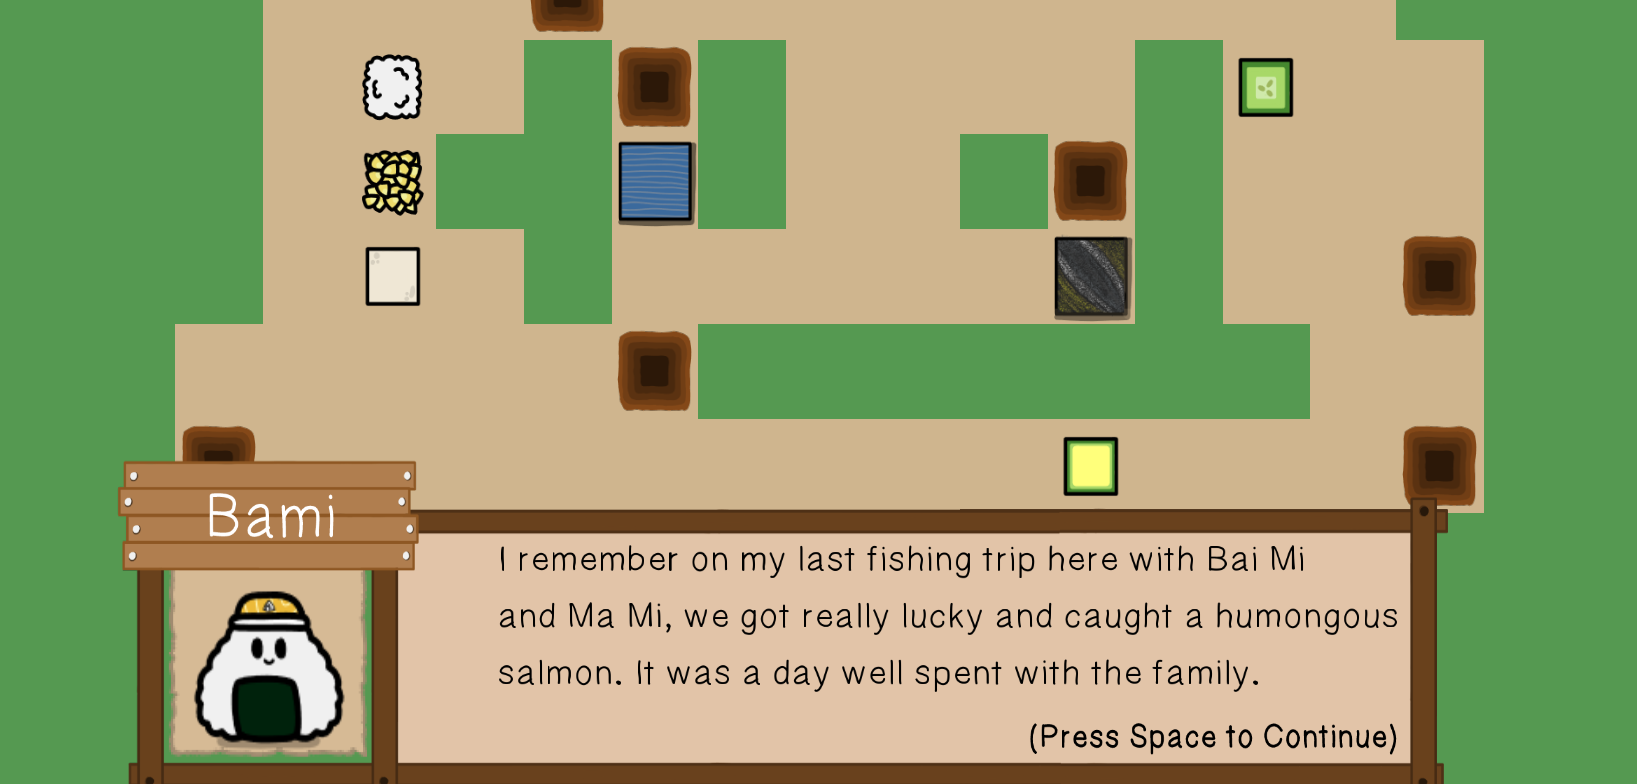 Bami
I remember on my last fishing trip here with Bai Mi
and Ma Mi, we got really lucky and caught a humongous
salmon. It was a day well spent with the family.
(Press Space to Continue)